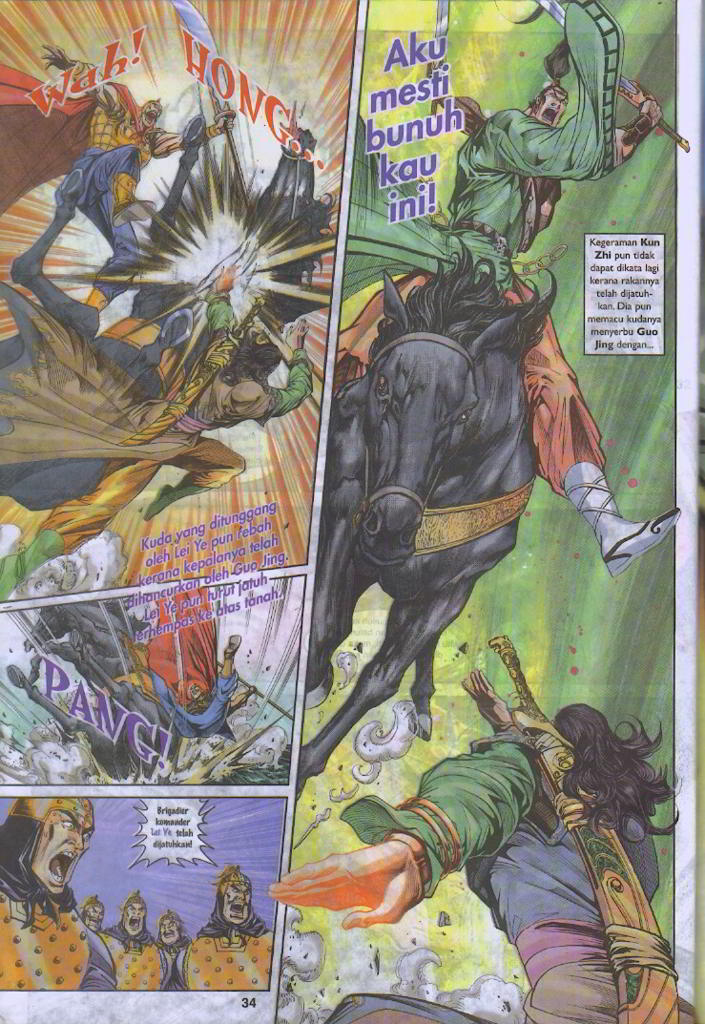 Wah!
HONG...
Kuda yang ditunggang
oleh Lei Ye pun rebah
kerana kepalanya telah
dihancurkan oleh Guo Jing.
Lei Ye pun turut jatuh
terhempas ke atas tanah.
PANG!
Brigadier
komander
Lei Ye telah
dijatuhkan!
Aku
mesti
bunuh
kau
ini!
Kegeraman Kun
Zhi pun tidak
dapat dikata lagi
kerana rakannya
telah dijatuh-
kan. Dia pun
memacu kudanya
menyerbu Guo
Jing dengan...
34